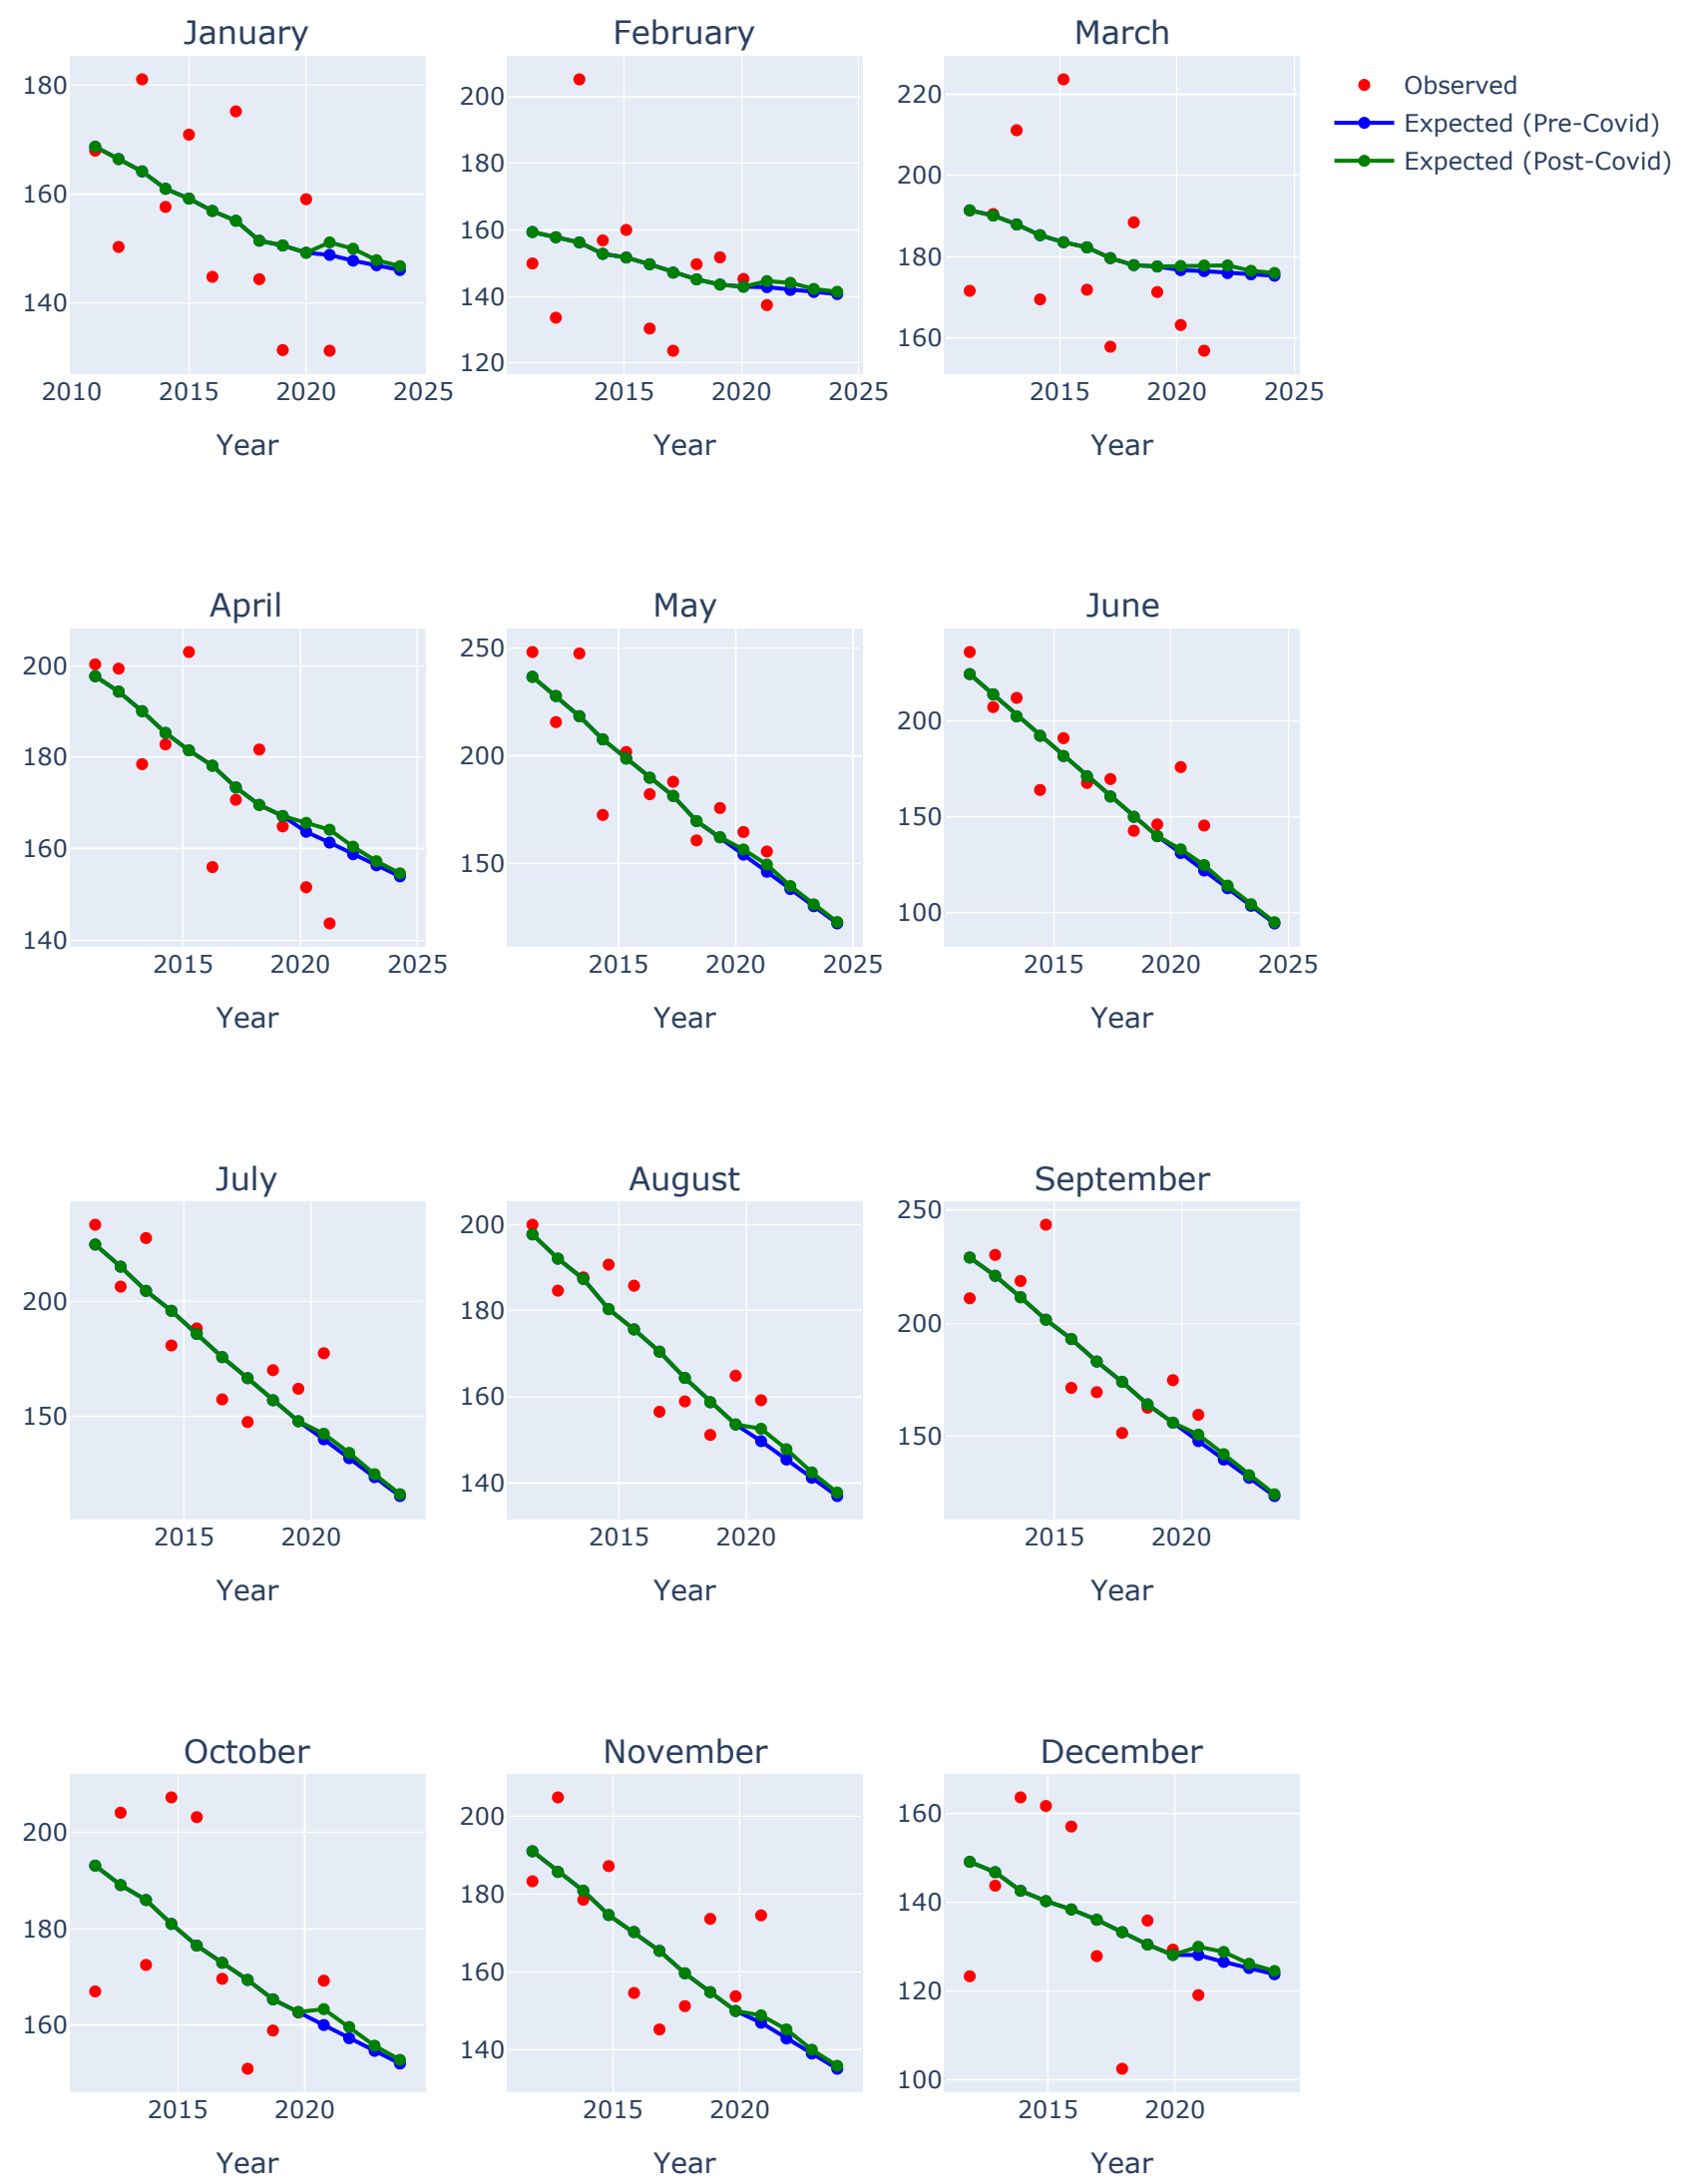 January
February
March
180
160
140
2010 2015 2020 2025
Year
200
180
160
140
120
2015 2020 2025
Year
220
200
180
160
2015 2020 2025
Year
Observed
Expected (Pre-Covid)
Expected (Post-Covid)
April
May
June
200
180
160
140
2015 2020 2025
Year
250
200
150
2015 2020 2025
Year
200
150
100
2015 2020 2025
Year
July
August
September
200
150
2015 2020
Year
200
180
160
140
2015 2020
Year
250
200
150
2015 2020
Year
October
November
December
200
180
160
2015 2020
Year
200
180
160
140
2015 2020
Year
160
140
120
100
2015 2020
Year